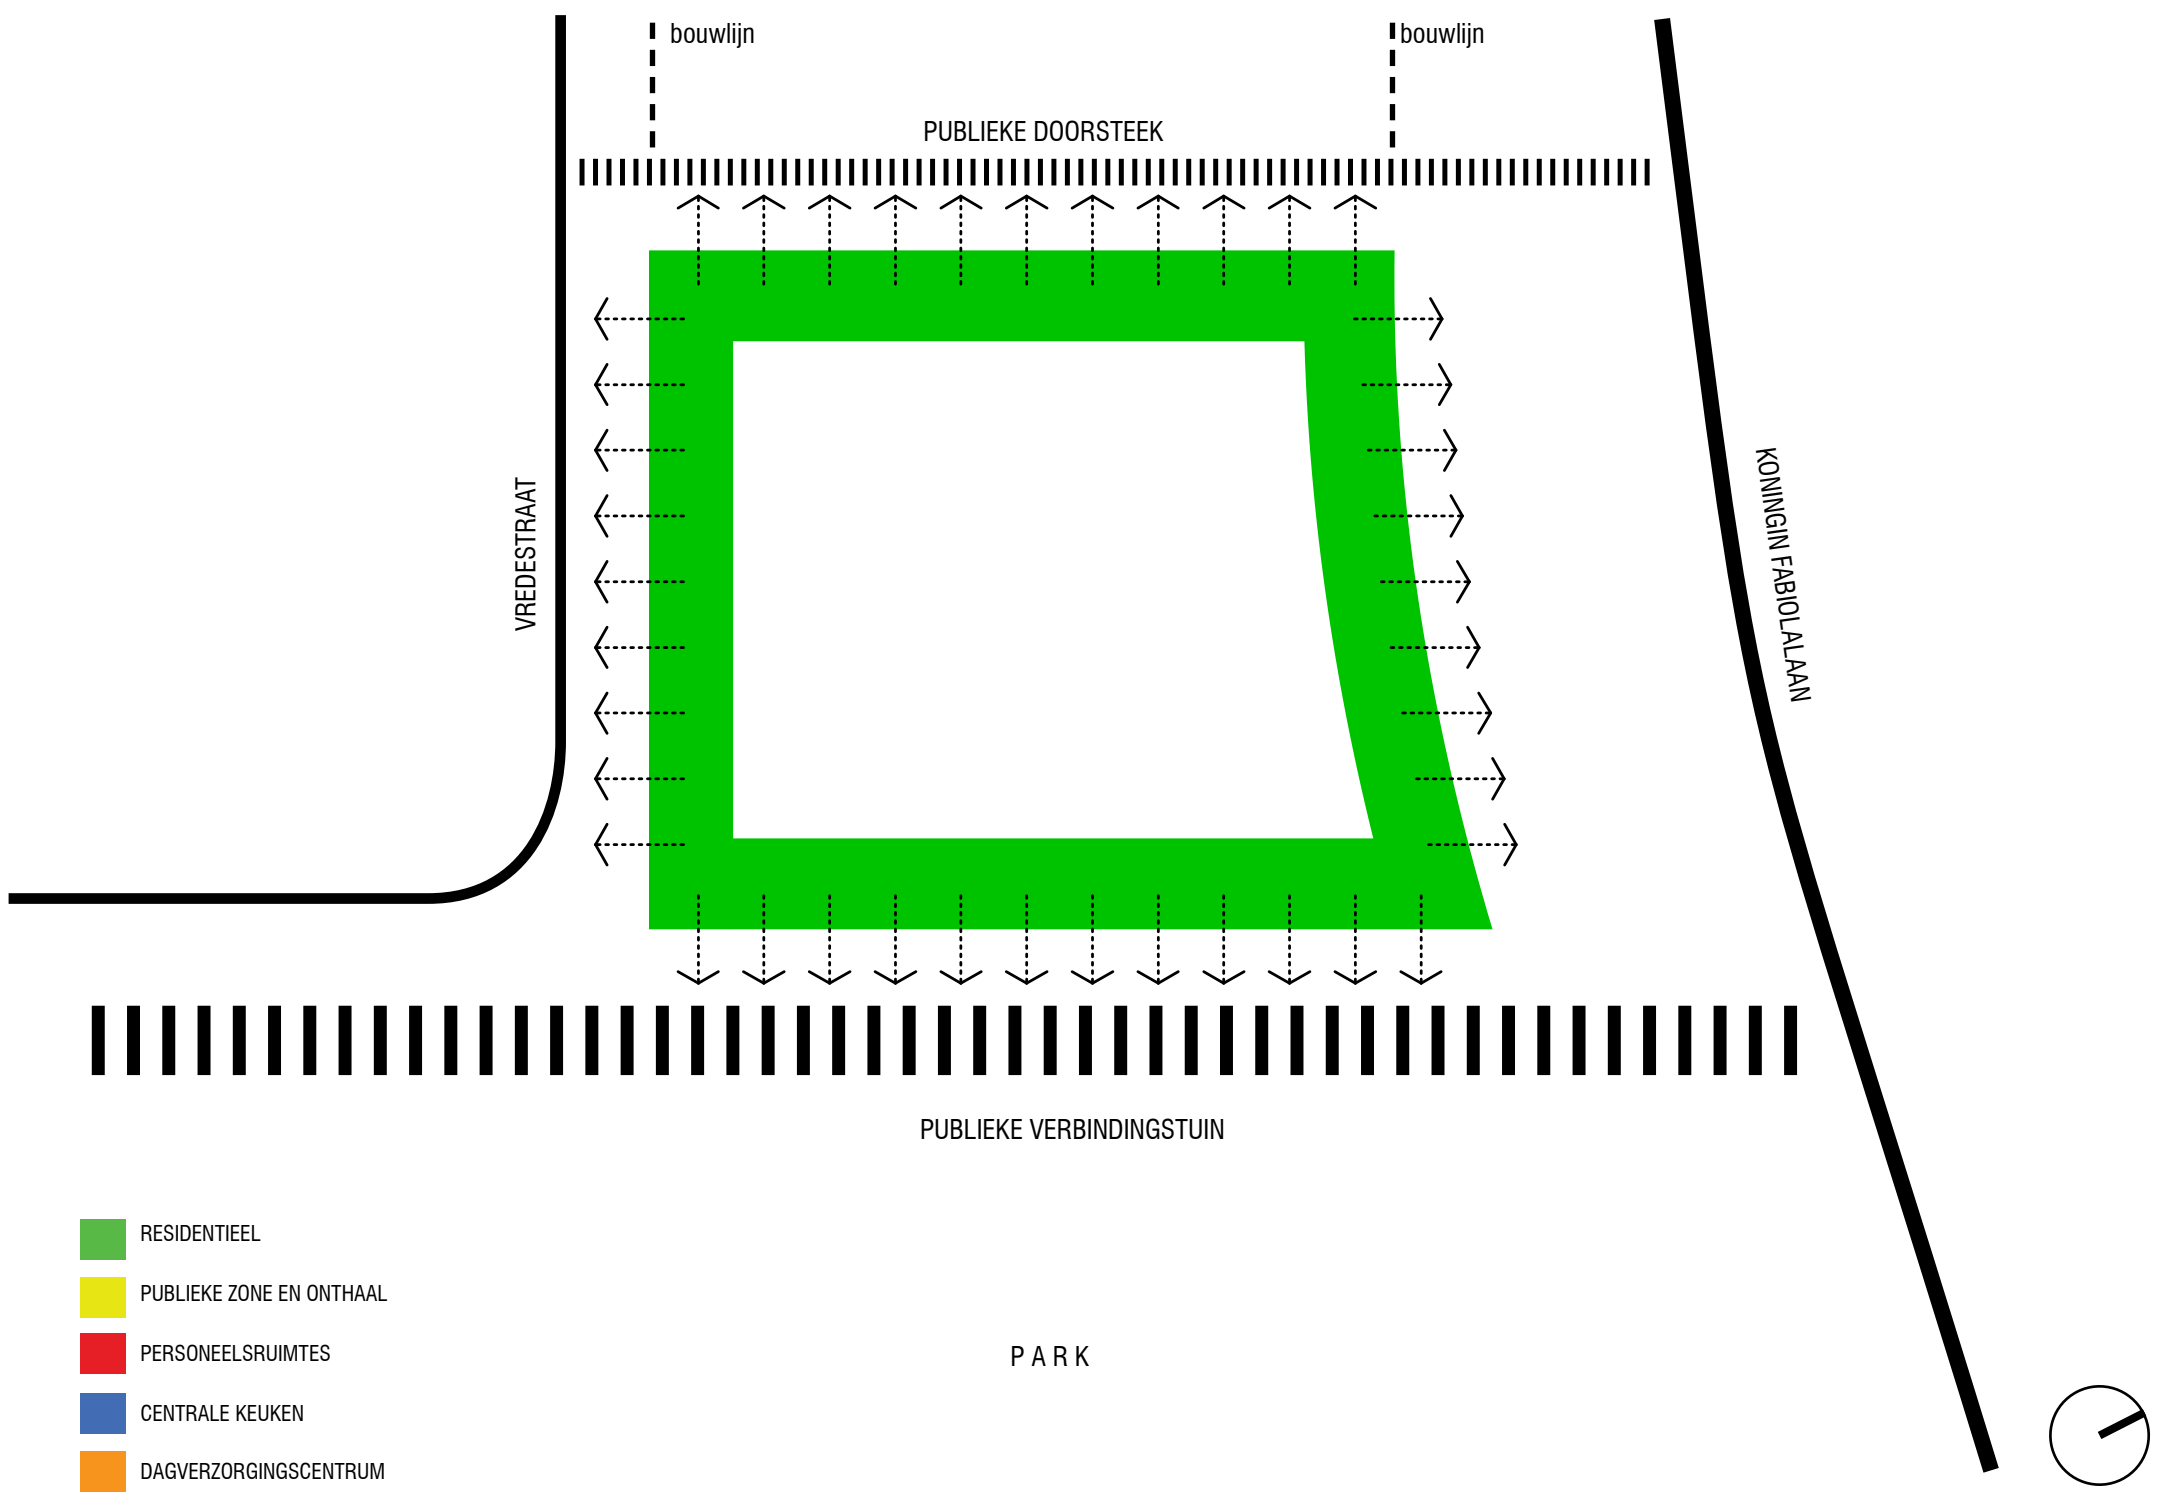 bouwlijn
bouwlijn
PUBLIEKE DOORSTEEK
VREDESTRAAT
KONINGIN FABIOLALAAN
PUBLIEKE VERBINDINGSTUIN
RESIDENTIEEL
PUBLIEKE ZONE EN ONTHAAL
PERSONEELSRUIMTES
PARK
CENTRALE KEUKEN
DAGVERZORGINGSCENTRUM